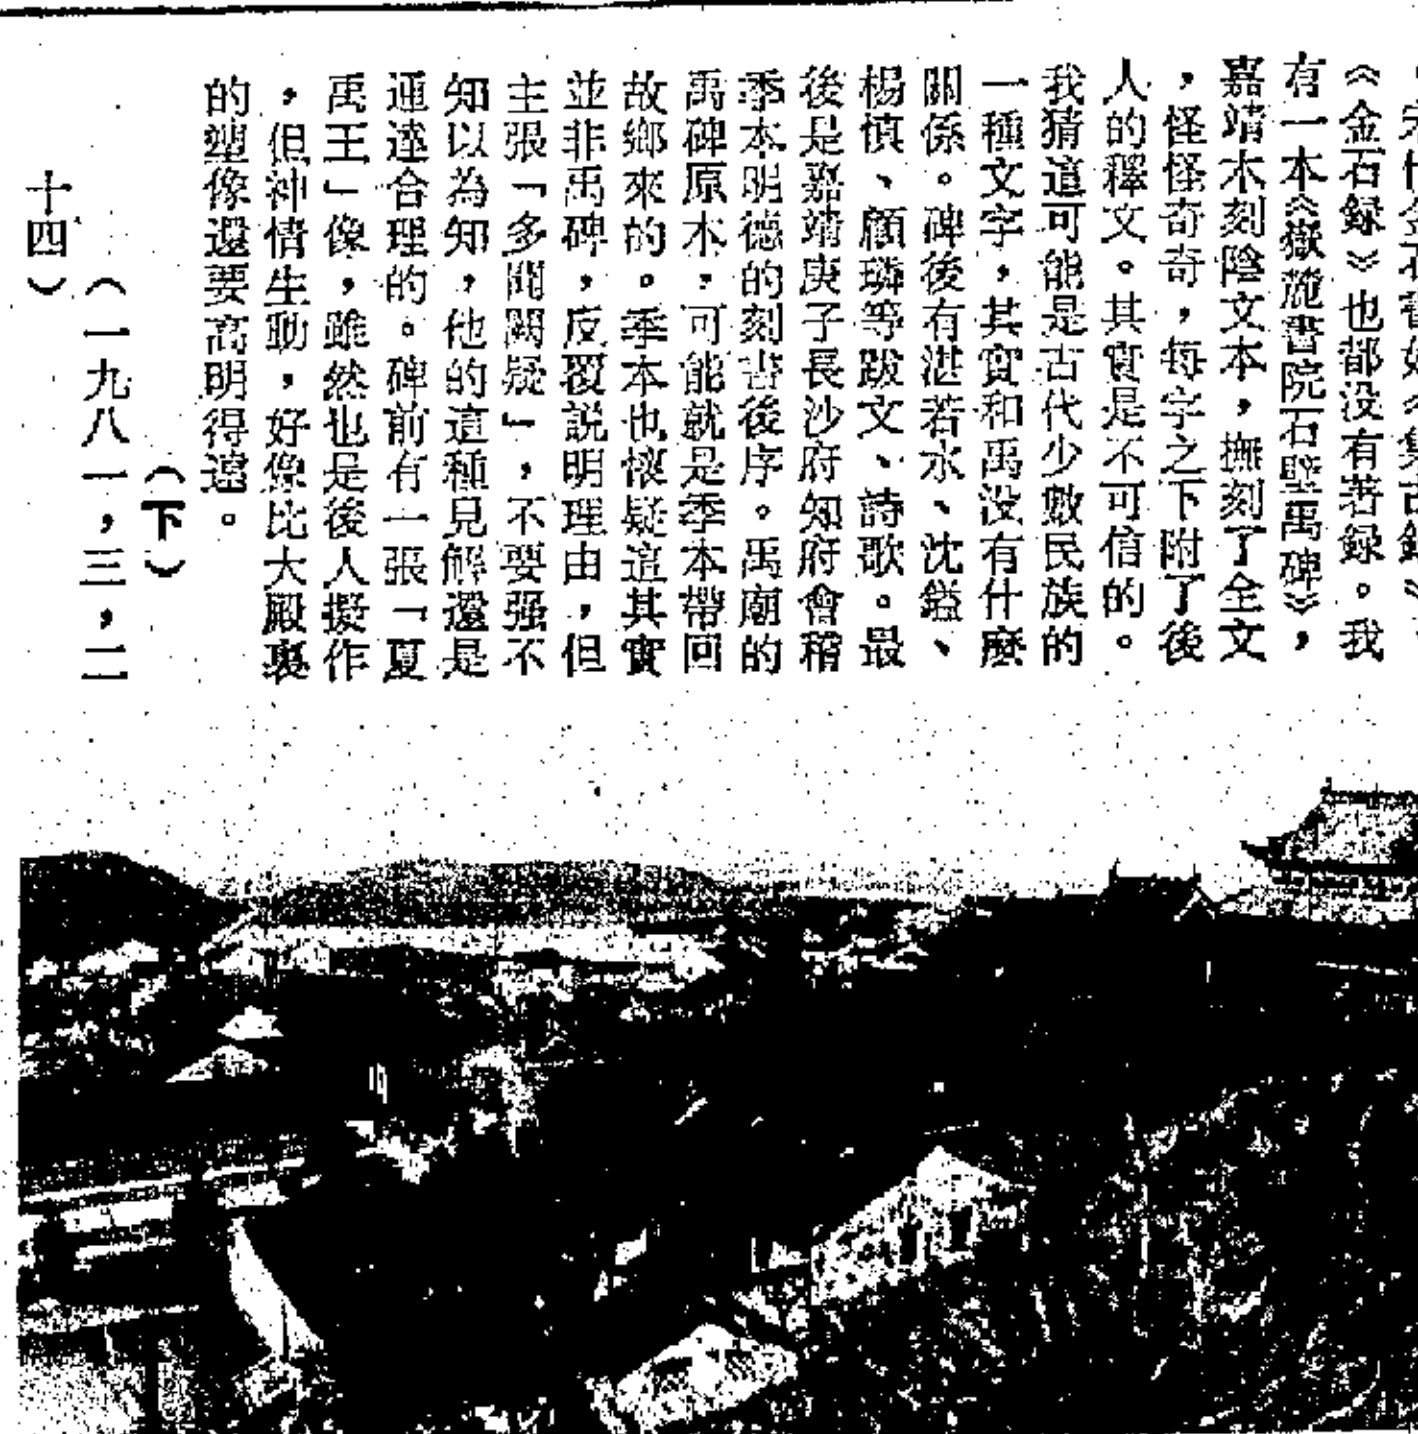 《金石録》也都没有若録。我
有一本《嶽麓書院石壁禹碑》，
嘉靖木刻陰文本，撫刻了全文
，怪怪奇奇，每字之下附了後
人的釋文。其實是不可信的。
我猜這可能是古代少數民族的
一種文字，其實和禹没有什麽
關係。碑後有湛若水、沈鎰、
楊慎、顧璘等跋文、詩歌。最
後是嘉靖庚子長沙府知府會稽
季本明德的刻書後序。禹廟的
禹碑原木，可能就是季本帶回
故鄉來的。季本也懷疑這其實
並非禹碑，反覆説明理由，但
主張「多聞闕疑」，不要强不
知以為知，他的這種見解還是
通達合理的。碑前有一張「夏
禹王」像，雖然也是後人擬作
，但神情生動，好像比大殿裏
的塑像還要高明得遠。
（下）
（一九八一，三，二
十四）